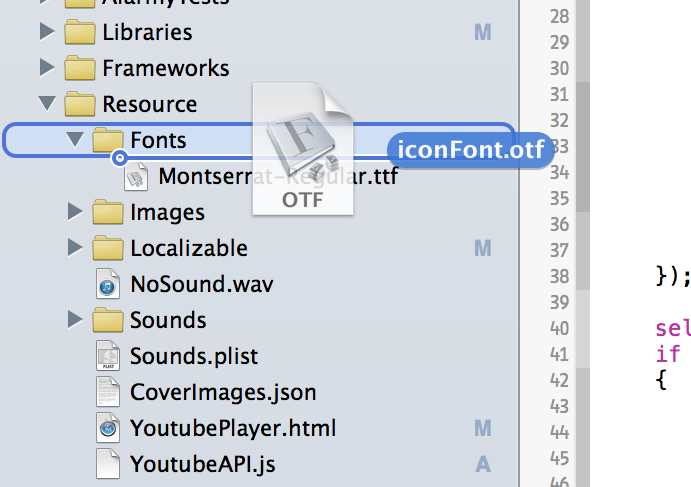 AlarmyTests
28
Libraries M
29
Frameworks
30
Resource
31
32
Fonts
iconFont.otf
33
Montserrat-Regular.ttf
34
OTF
35
Images
36
Localizable M
37
NoSound.wav
38 });
39
Sounds
40 sel
Sounds.plist
PLIST
41 if
CoverImages.json
42 {
43
YoutubePlayer.html M
44
YoutubeAPI.js A
45
46